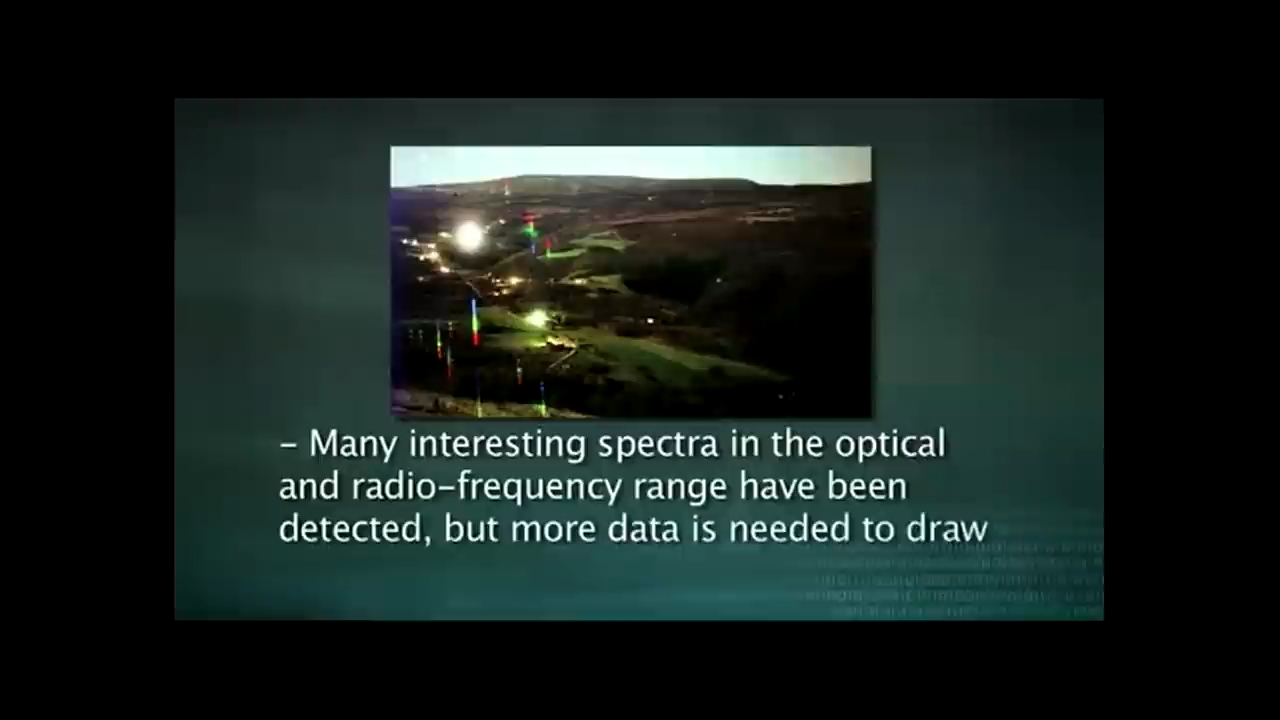 – Many interesting spectra in the optical
and radio–frequency range have been
detected, but more data is needed to draw